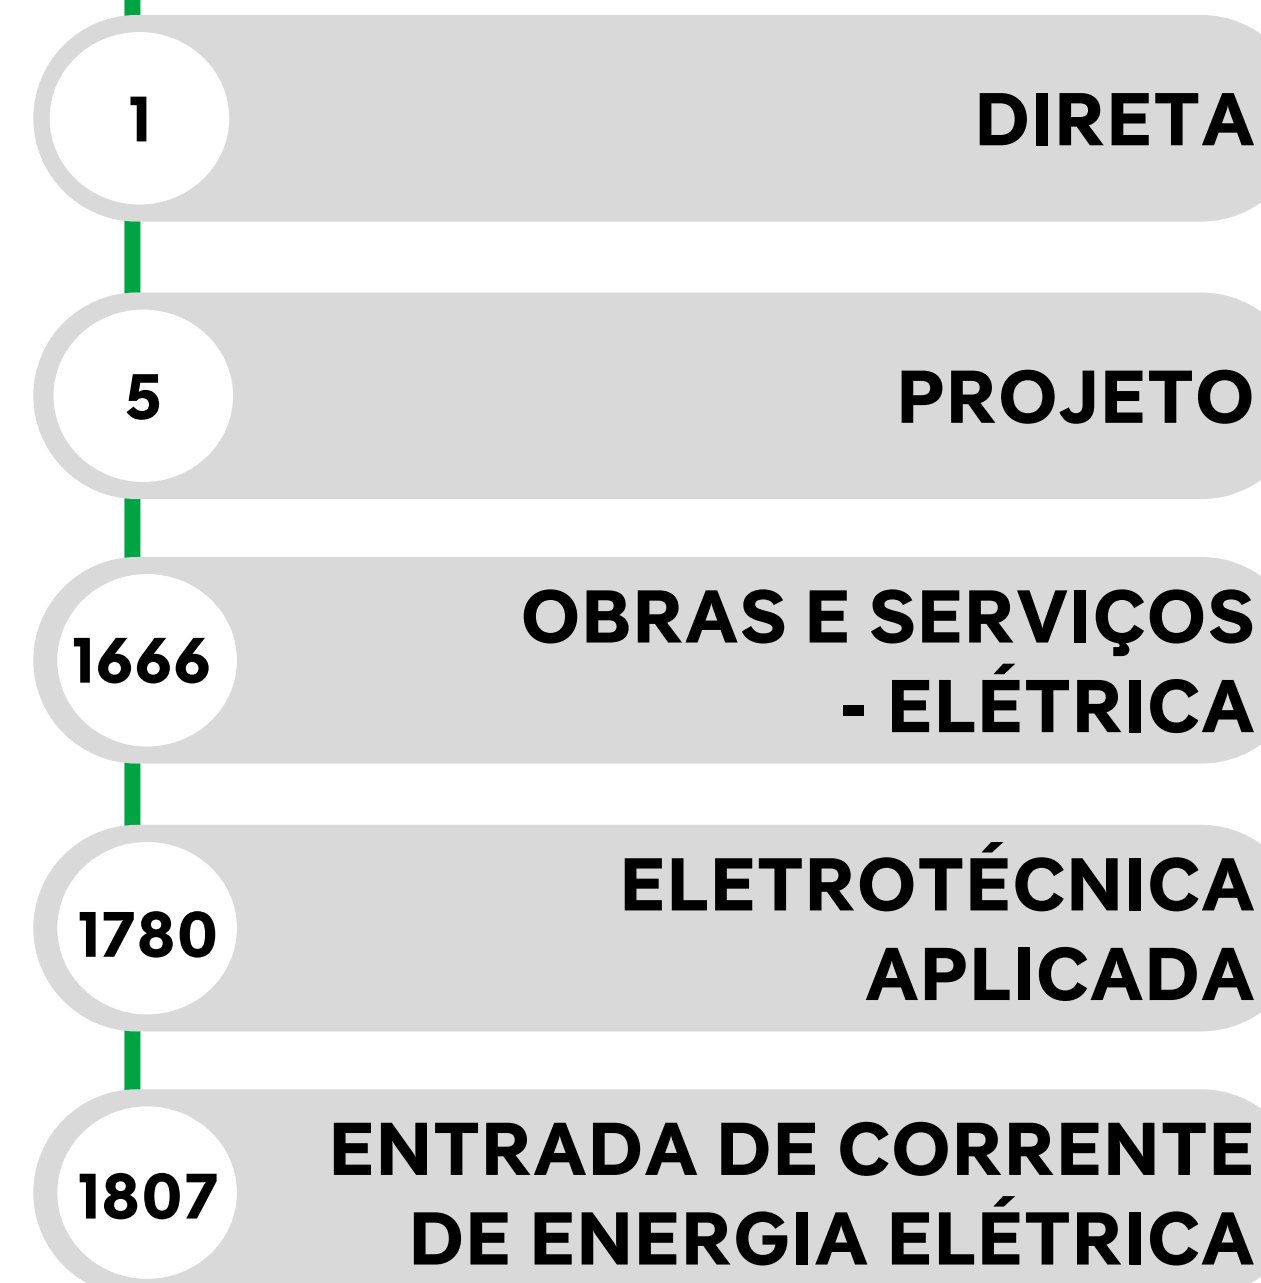 1
DIRETA
5
PROJETO
1666
OBRAS E SERVIÇOS
- ELÉTRICA
1780
ELETROTÉCNICA
APLICADA
1807
ENTRADA DE CORRENTE
DE ENERGIA ELÉTRICA